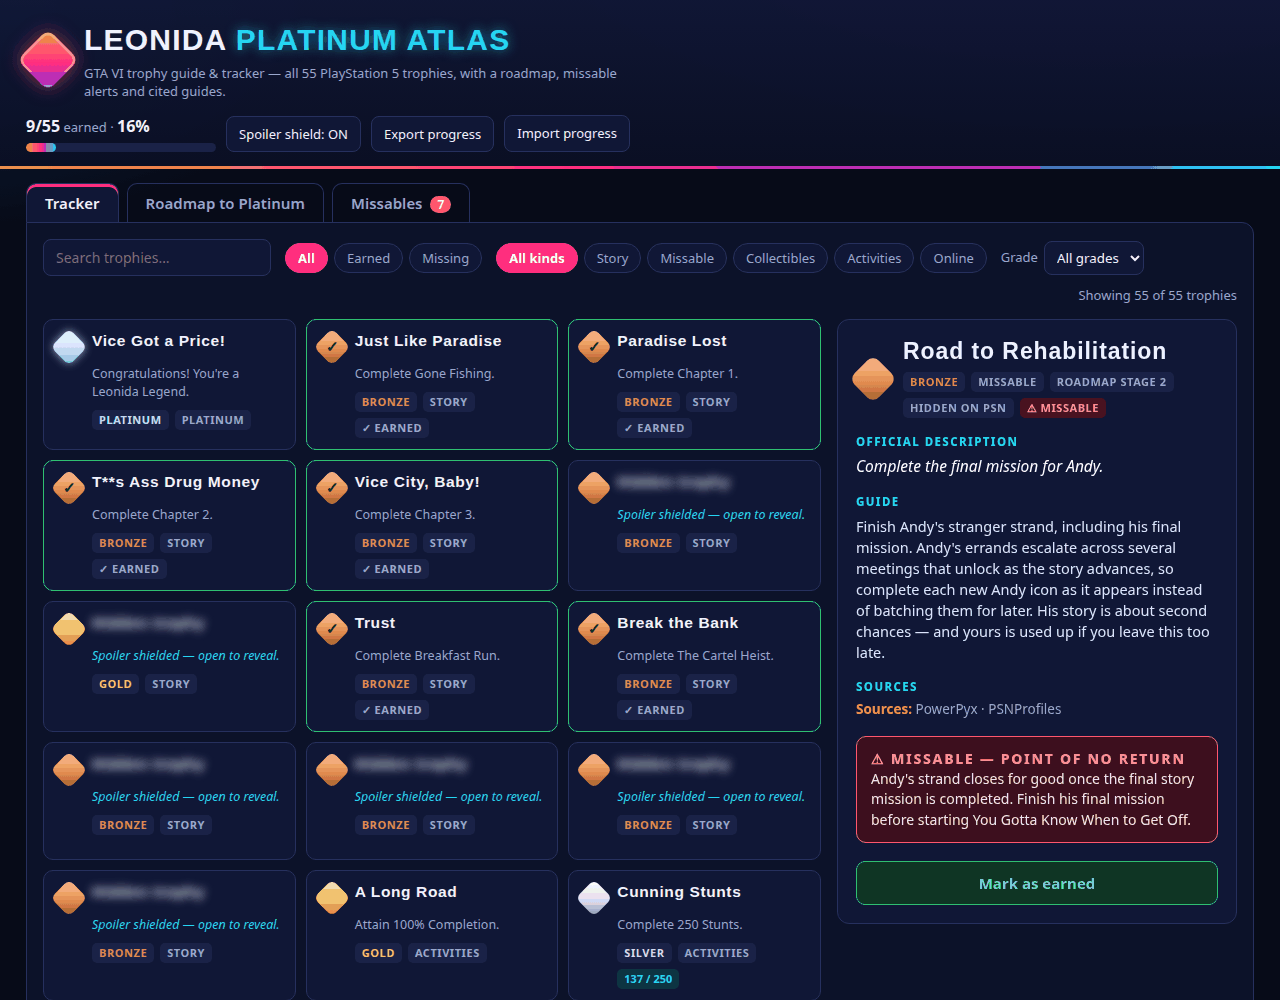 LEONIDA PLATINUM ATLAS
GTA VI trophy guide & tracker — all 55 PlayStation 5 trophies, with a roadmap, missable
alerts and cited guides.
9/55 earned · 16%
Spoiler shield: ON
Export progress
Import progress
Tracker
Roadmap to Platinum
Missables 7
Search trophies...
All
Earned
Missing
All kinds
Story
Missable
Collectibles
Activities
Online
Grade
All grades
Showing 55 of 55 trophies
Vice Got a Price!
Congratulations! You're a
Leonida Legend.
PLATINUM PLATINUM
Just Like Paradise
Complete Gone Fishing.
BRONZE STORY
✓ EARNED
Paradise Lost
Complete Chapter 1.
BRONZE STORY
✓ EARNED
T**s Ass Drug Money
Complete Chapter 2.
BRONZE STORY
✓ EARNED
Vice City, Baby!
Complete Chapter 3.
BRONZE STORY
✓ EARNED
Spoiler shielded — open to reveal.
BRONZE STORY
Spoiler shielded — open to reveal.
GOLD STORY
Trust
Complete Breakfast Run.
BRONZE STORY
✓ EARNED
Break the Bank
Complete The Cartel Heist.
BRONZE STORY
✓ EARNED
Spoiler shielded — open to reveal.
BRONZE STORY
Spoiler shielded — open to reveal.
BRONZE STORY
Spoiler shielded — open to reveal.
BRONZE STORY
Spoiler shielded — open to reveal.
BRONZE STORY
A Long Road
Attain 100% Completion.
GOLD ACTIVITIES
Cunning Stunts
Complete 250 Stunts.
SILVER ACTIVITIES
137 / 250
Road to Rehabilitation
BRONZE MISSABLE ROADMAP STAGE 2
HIDDEN ON PSN ⚠ MISSABLE
OFFICIAL DESCRIPTION
Complete the final mission for Andy.
GUIDE
Finish Andy's stranger strand, including his final
mission. Andy's errands escalate across several
meetings that unlock as the story advances, so
complete each new Andy icon as it appears instead
of batching them for later. His story is about second
chances — and yours is used up if you leave this too
late.
SOURCES
Sources: PowerPyx · PSNProfiles
⚠ MISSABLE — POINT OF NO RETURN
Andy's strand closes for good once the final story
mission is completed. Finish his final mission
before starting You Gotta Know When to Get Off.
Mark as earned